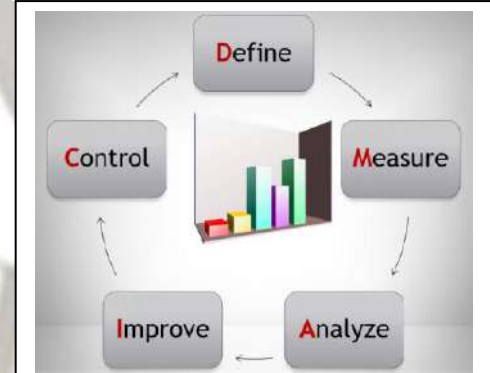 Define
Measure
Analyze
Improve
Control